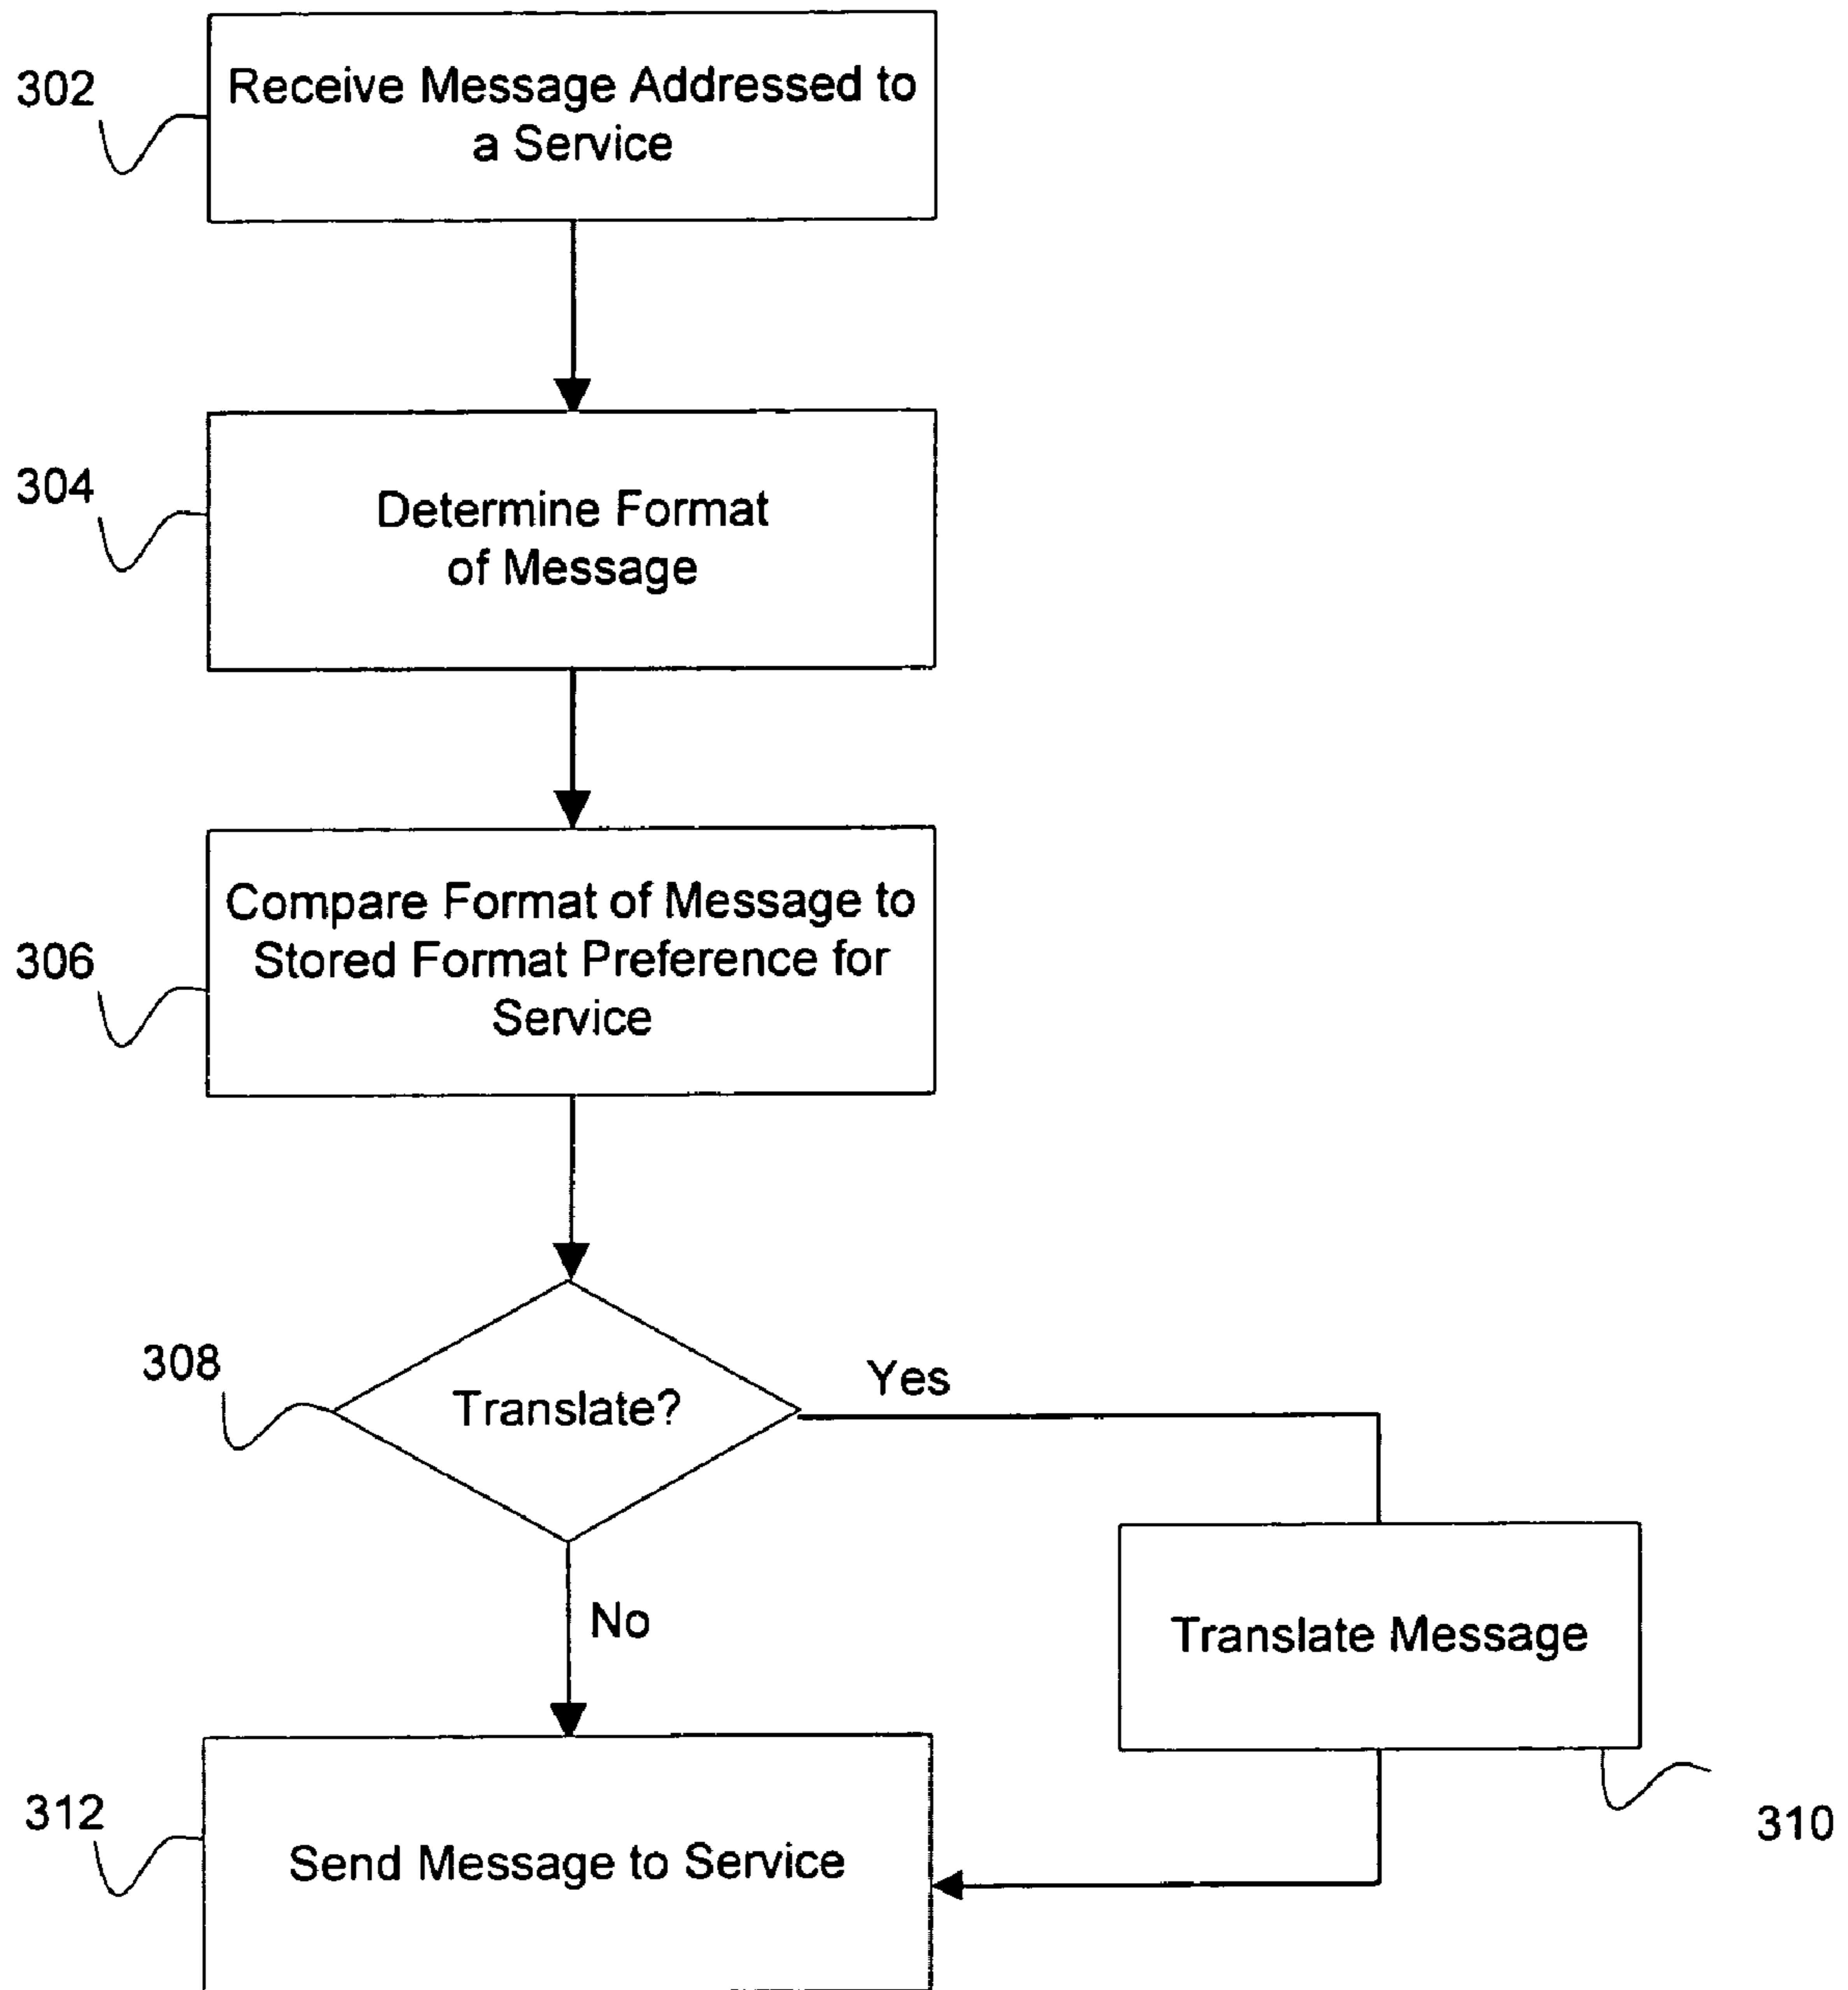 302
Receive Message Addressed to
a Service
304
Determine Format
of Message
306
Compare Format of Message to
Stored Format Preference for
Service
308
Translate?
Yes
No
Translate Message
310
312
Send Message to Service